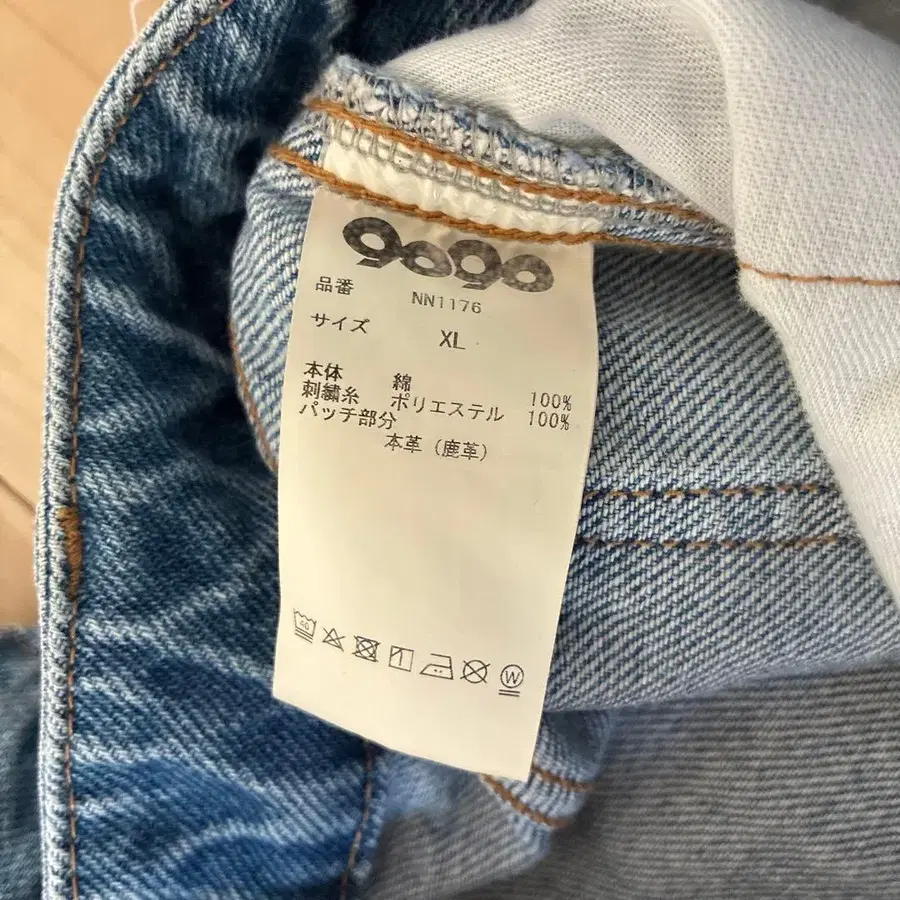 9090
品番 NN1176
サイズ XL
本体 綿 100%
刺繍糸 ポリエステル 100%
パッチ部分
本革（鹿革）
40
W